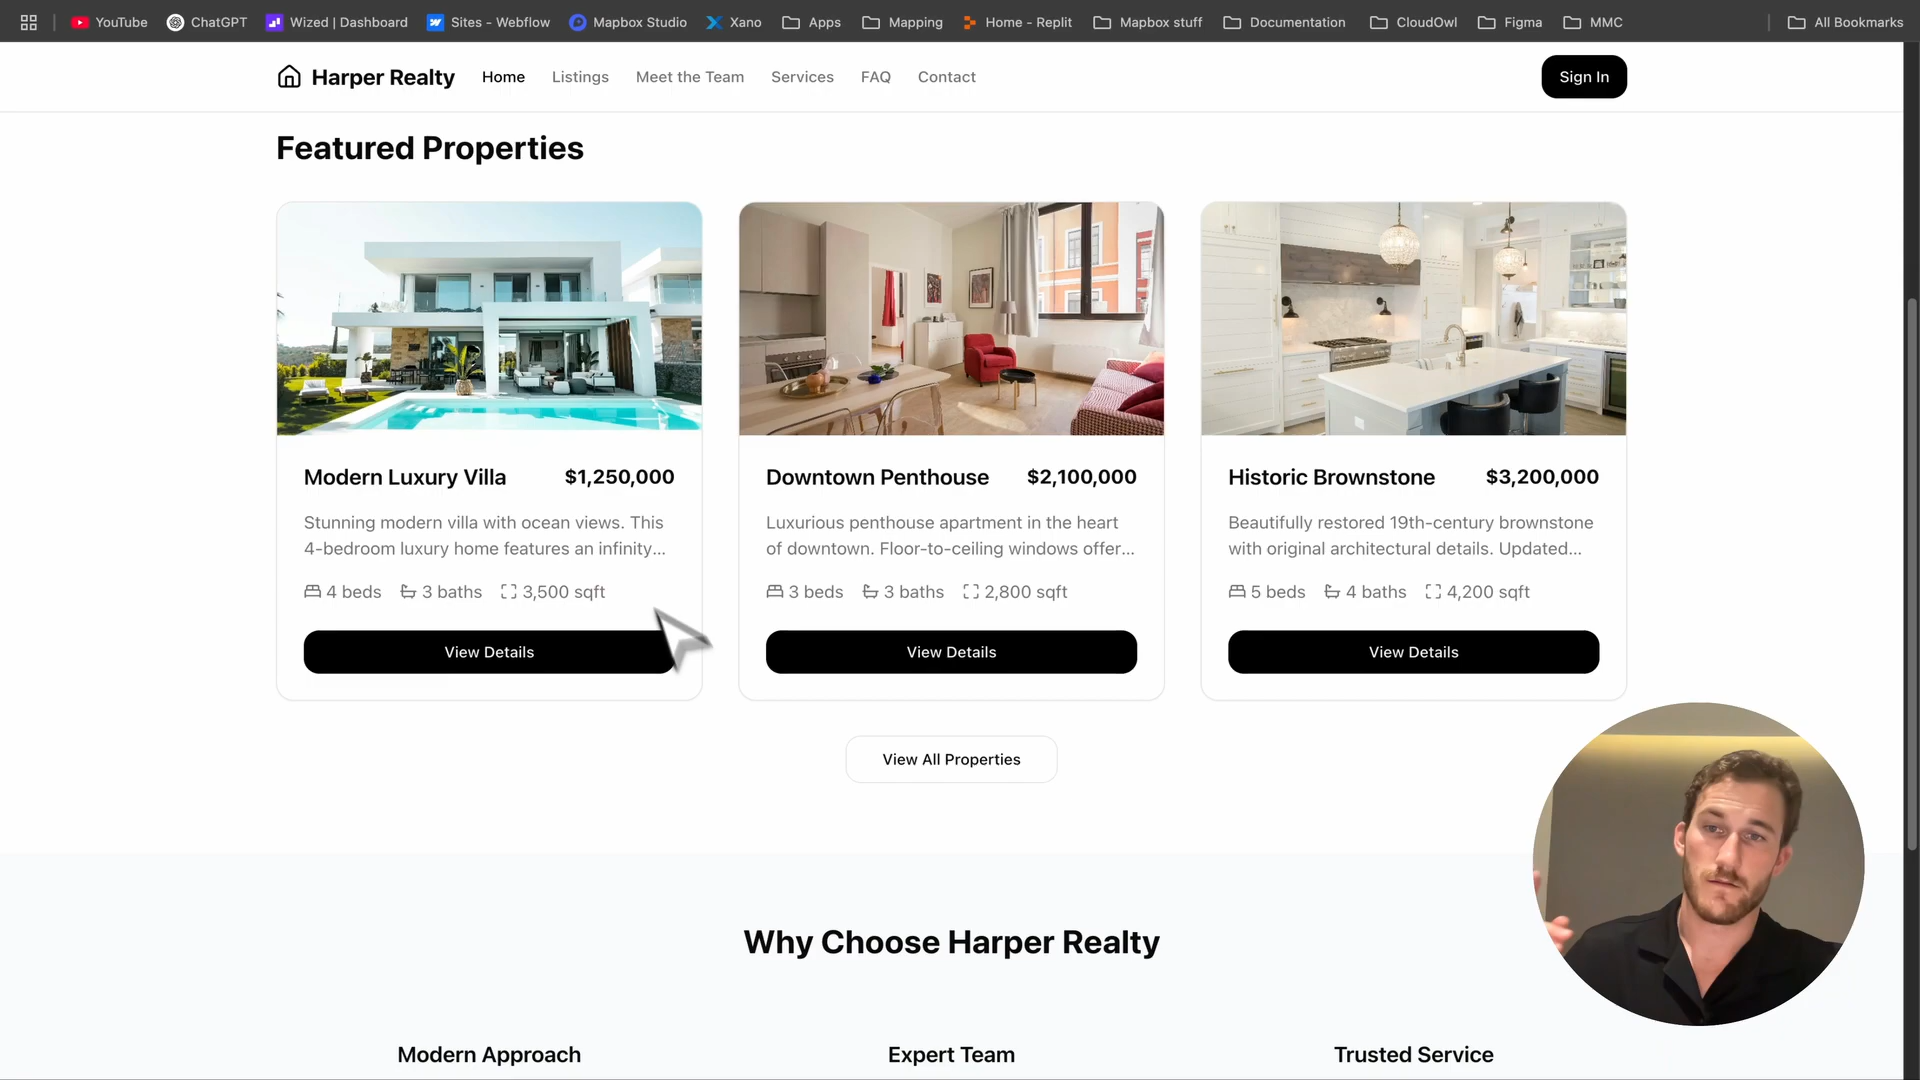 YouTube ChatGPT Wized | Dashboard Sites - Webflow Mapbox Studio Xano Apps Mapping Home - Replit Mapbox stuff Documentation CloudOwl Figma MMC All Bookmarks
Harper Realty Home Listings Meet the Team Services FAQ Contact Sign In
Featured Properties
Modern Luxury Villa $1,250,000
Stunning modern villa with ocean views. This
4-bedroom luxury home features an infinity...
4 beds 3 baths 3,500 sqft
View Details
Downtown Penthouse $2,100,000
Luxurious penthouse apartment in the heart
of downtown. Floor-to-ceiling windows offer...
3 beds 3 baths 2,800 sqft
View Details
Historic Brownstone $3,200,000
Beautifully restored 19th-century brownstone
with original architectural details. Updated...
5 beds 4 baths 4,200 sqft
View Details
View All Properties
Why Choose Harper Realty
Modern Approach Expert Team Trusted Service